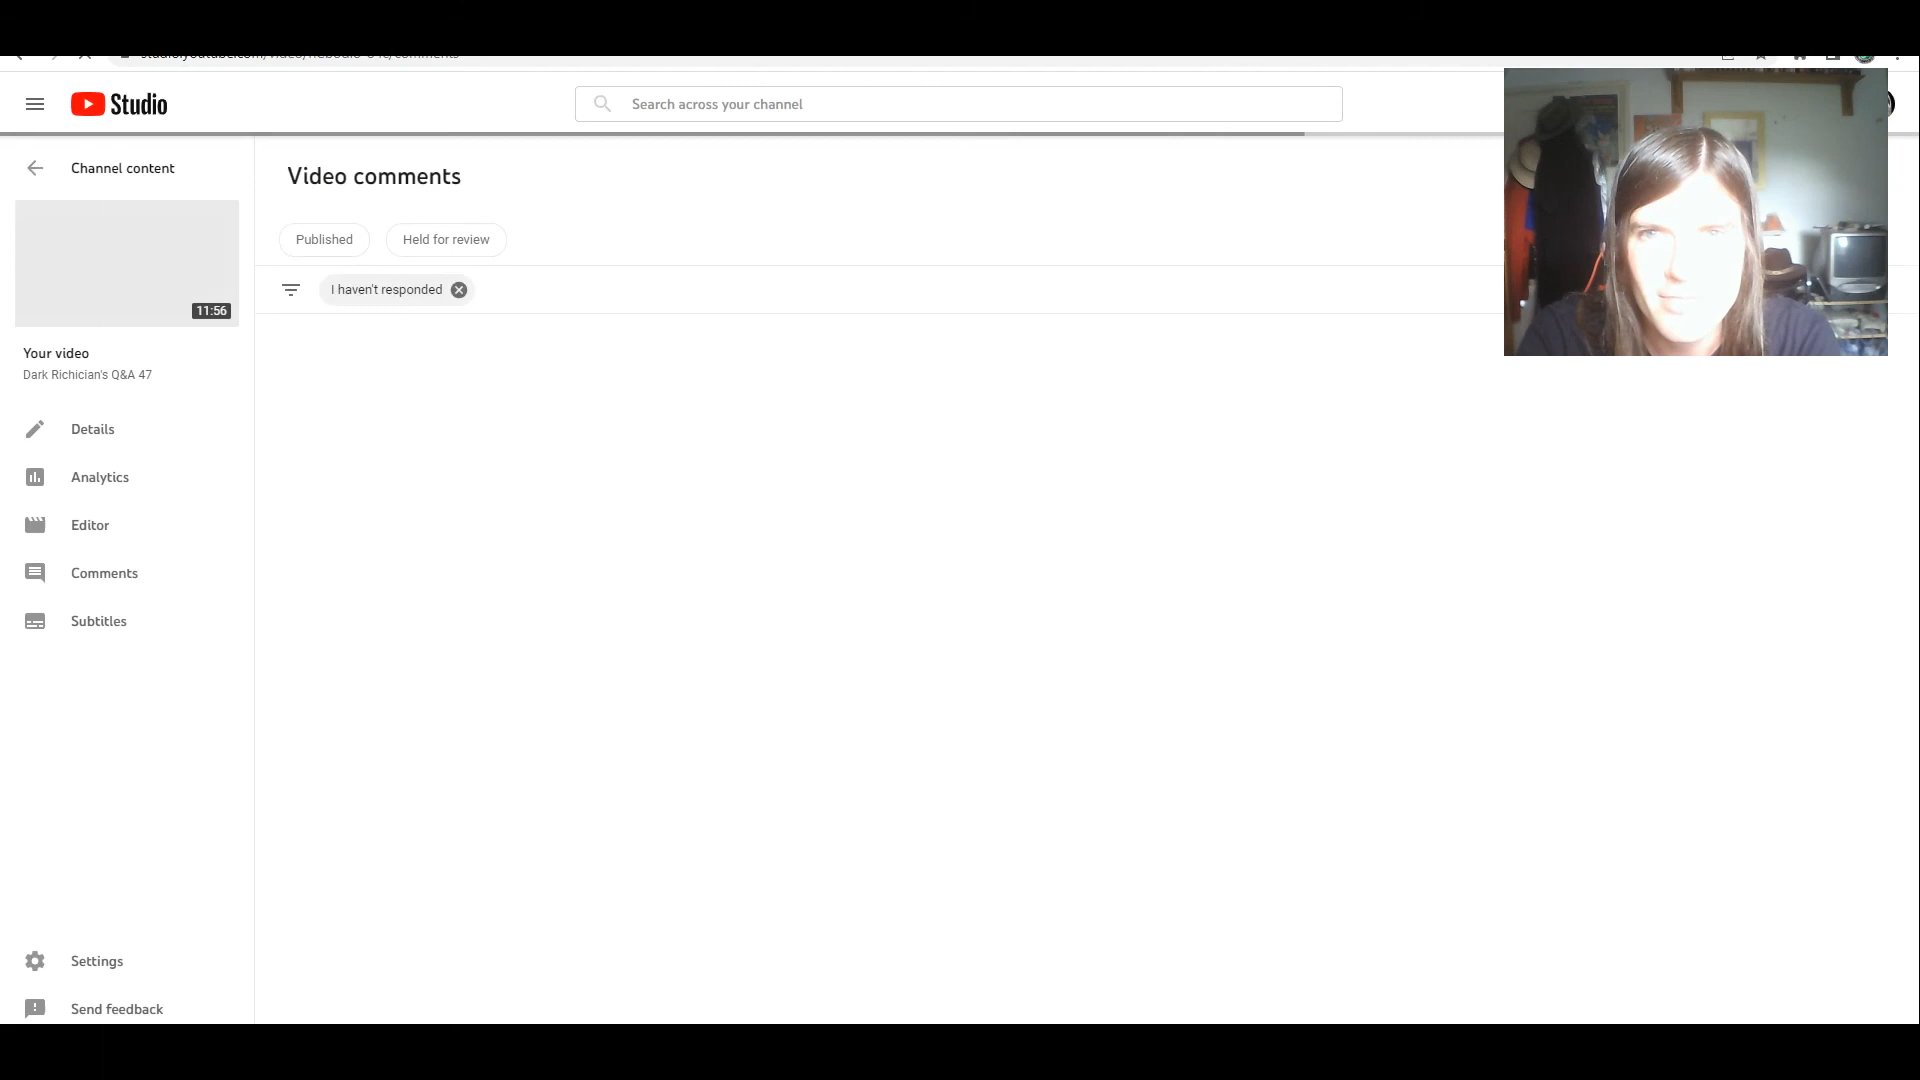 Studio
Search across your channel
Channel content
Video comments
Published
Held for review
I haven't responded
11:56
Your video
Dark Richician's Q&A 47
Details
Analytics
Editor
Comments
Subtitles
Settings
Send feedback